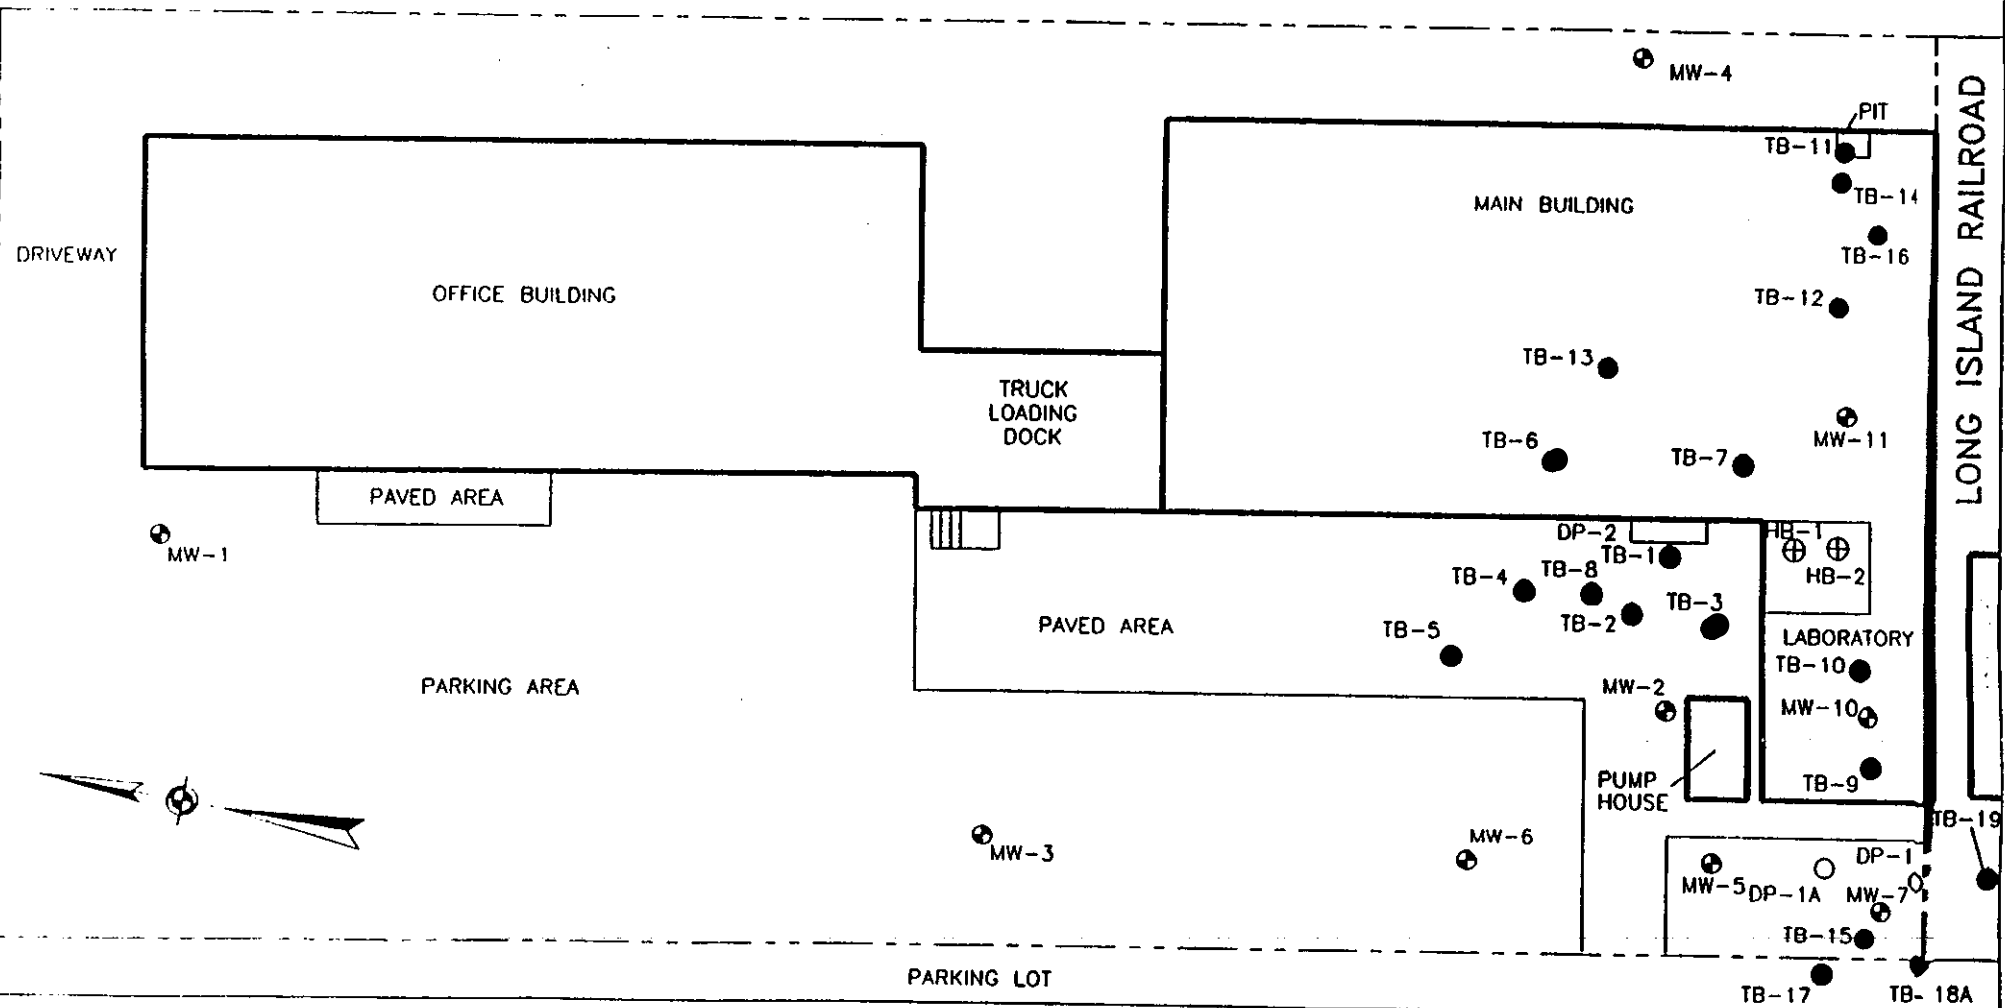 MW-4
PIT
TB-11
TB-14
MAIN BUILDING
TB-16
DRIVEWAY
OFFICE BUILDING
TB-12
LONG ISLAND RAILROAD
TB-13
TRUCK
LOADING
DOCK
TB-6
TB-7
MW-11
PAVED AREA
MW-1
DP-2
HB-1
TB-1
TB-4
TB-8
HB-2
TB-3
TB-2
PAVED AREA
TB-5
LABORATORY
TB-10
PARKING AREA
MW-2
MW-10
PUMP
HOUSE
TB-9
TB-19
MW-3
MW-6
DP-1
MW-5
DP-1A
MW-7
TB-15
PARKING LOT
TB-17
TB-18A